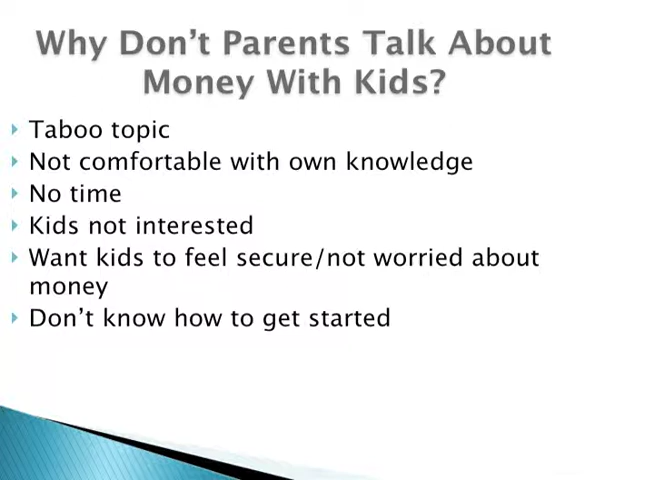 Why Don't Parents Talk About
Money With Kids?
Taboo topic
Not comfortable with own knowledge
No time
Kids not interested
Want kids to feel secure/not worried about
money
Don't know how to get started